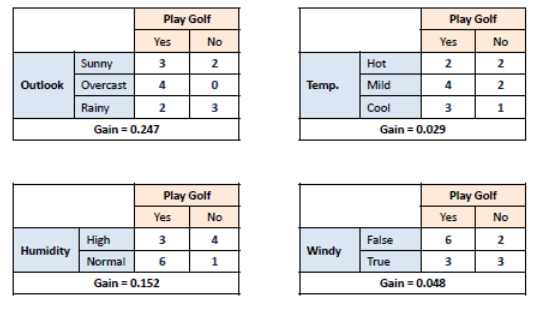 Play Golf
Yes No
Outlook Sunny 3 2
Overcast 4 0
Rainy 2 3
Gain = 0.247
Play Golf
Yes No
Temp. Hot 2 2
Mild 4 2
Cool 3 1
Gain = 0.029
Play Golf
Yes No
Humidity High 3 4
Normal 6 1
Gain = 0.152
Play Golf
Yes No
Windy False 6 2
True 3 3
Gain = 0.048